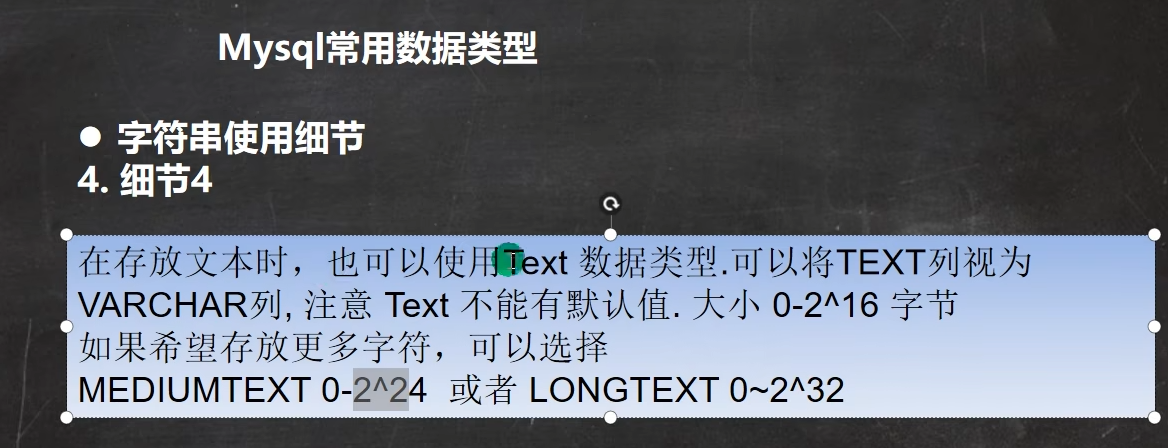 Mysql常用数据类型
● 字符串使用细节
4. 细节4
在存放文本时，也可以使用Text 数据类型.可以将TEXT列视为
VARCHAR列, 注意 Text 不能有默认值. 大小 0-2^16 字节
如果希望存放更多字符，可以选择
MEDIUMTEXT 0-2^24 或者 LONGTEXT 0~2^32